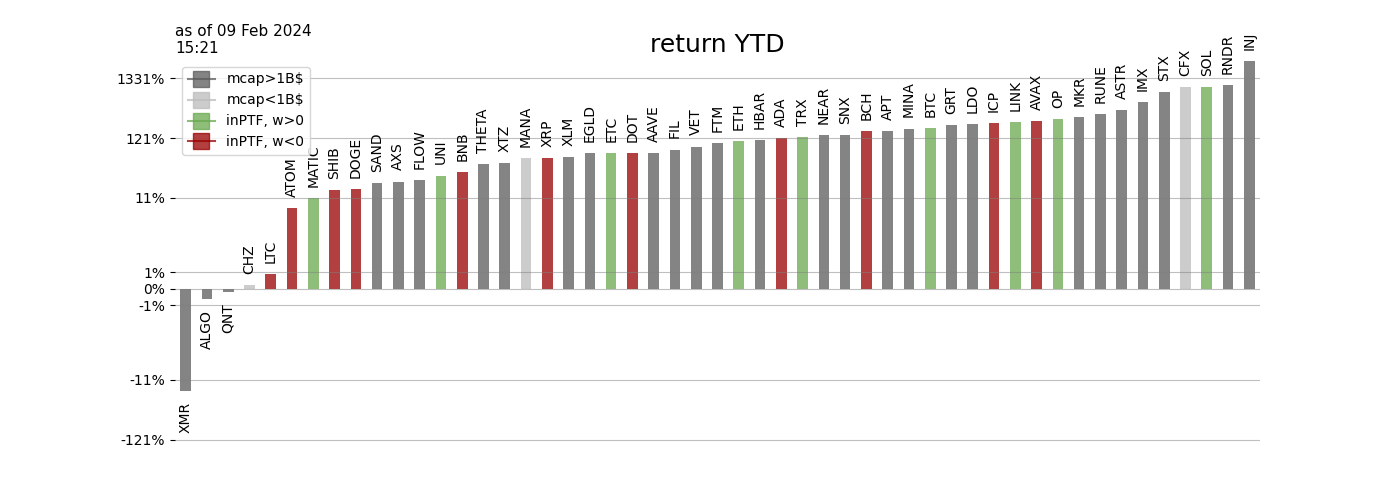 as of 09 Feb 2024
15:21
return YTD
mcap>1B$
mcap<1B$
inPTF, w>0
inPTF, w<0
1331%
121%
11%
1%
0%
-1%
-11%
-121%
XMR
ALGO
QNT
CHZ
LTC
ATOM
MATIC
SHIB
DOGE
SAND
AXS
FLOW
UNI
BNB
THETA
XTZ
MANA
XRP
XLM
EGLD
ETC
DOT
AAVE
FIL
VET
FTM
ETH
HBAR
ADA
TRX
NEAR
SNX
BCH
APT
MINA
BTC
GRT
LDO
ICP
LINK
AVAX
OP
MKR
RUNE
ASTR
IMX
STX
CFX
SOL
RNDR
INJ